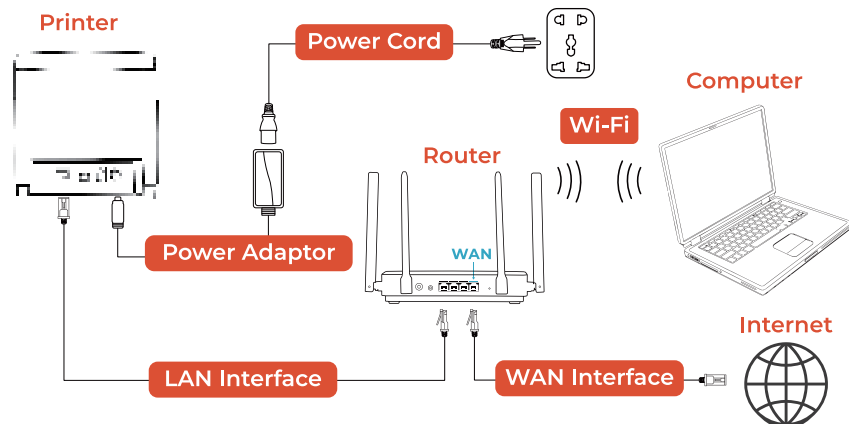 Printer
Power Cord
Computer
Wi-Fi
Router
WAN
Power Adaptor
Internet
LAN Interface
WAN Interface